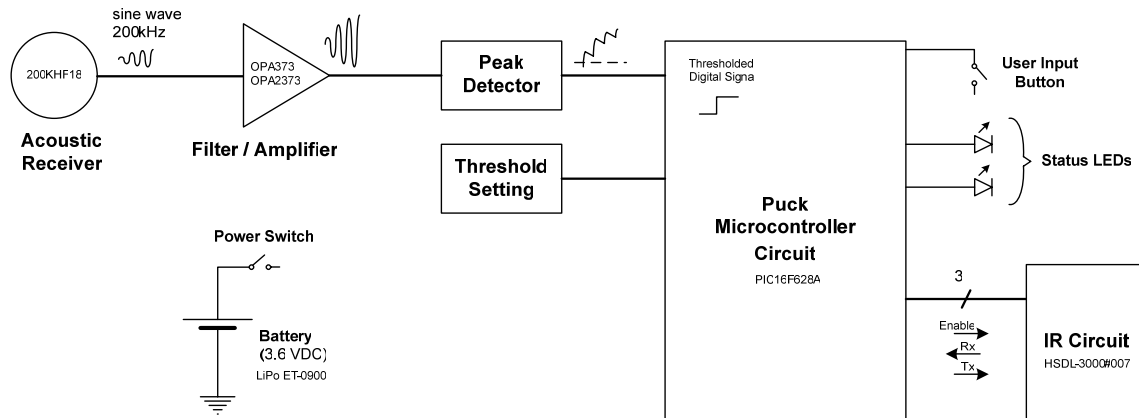 sine wave
200kHz
200KHF18
Acoustic
Receiver
OPA373
OPA2373
Filter / Amplifier
Peak
Detector
Threshold
Setting
Thresholded
Digital Signa
Puck
Microcontroller
Circuit
PIC16F628A
User Input
Button
Status LEDs
Power Switch
Battery
(3.6 VDC)
LiPo ET-0900
3
Enable
Rx
Tx
IR Circuit
HSDL-3000#007